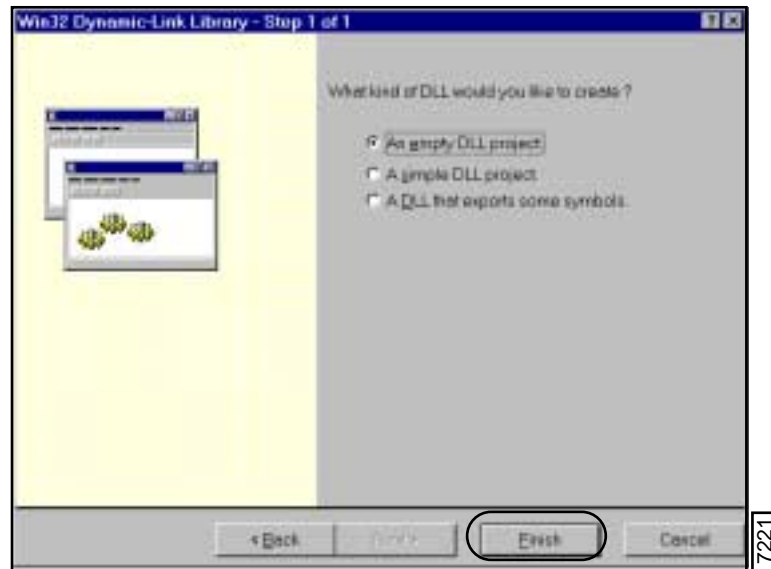 Win32 Dynamic-Link Library - Step 1 of 1
What kind of DLL would you like to create ?
An empty DLL project
A simple DLL project
A DLL that exports some symbols.
< Back
Finish
Cancel
7221